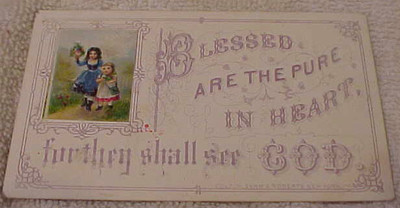 BLESSED
ARE THE PURE
IN HEART,
for they shall see GOD.